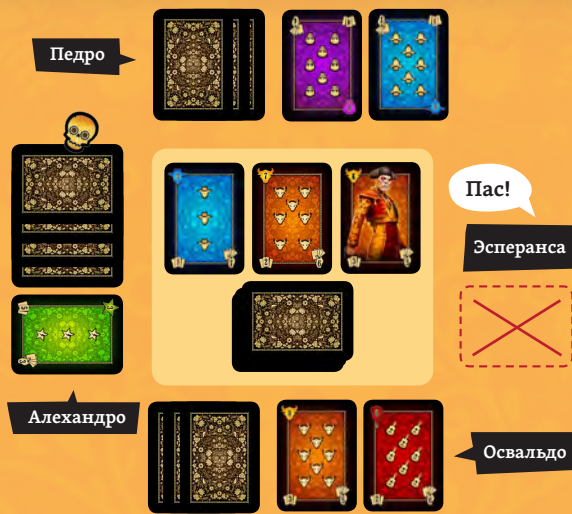 Педро
Пас!
Эсперанса
Алехандро
Освальдо